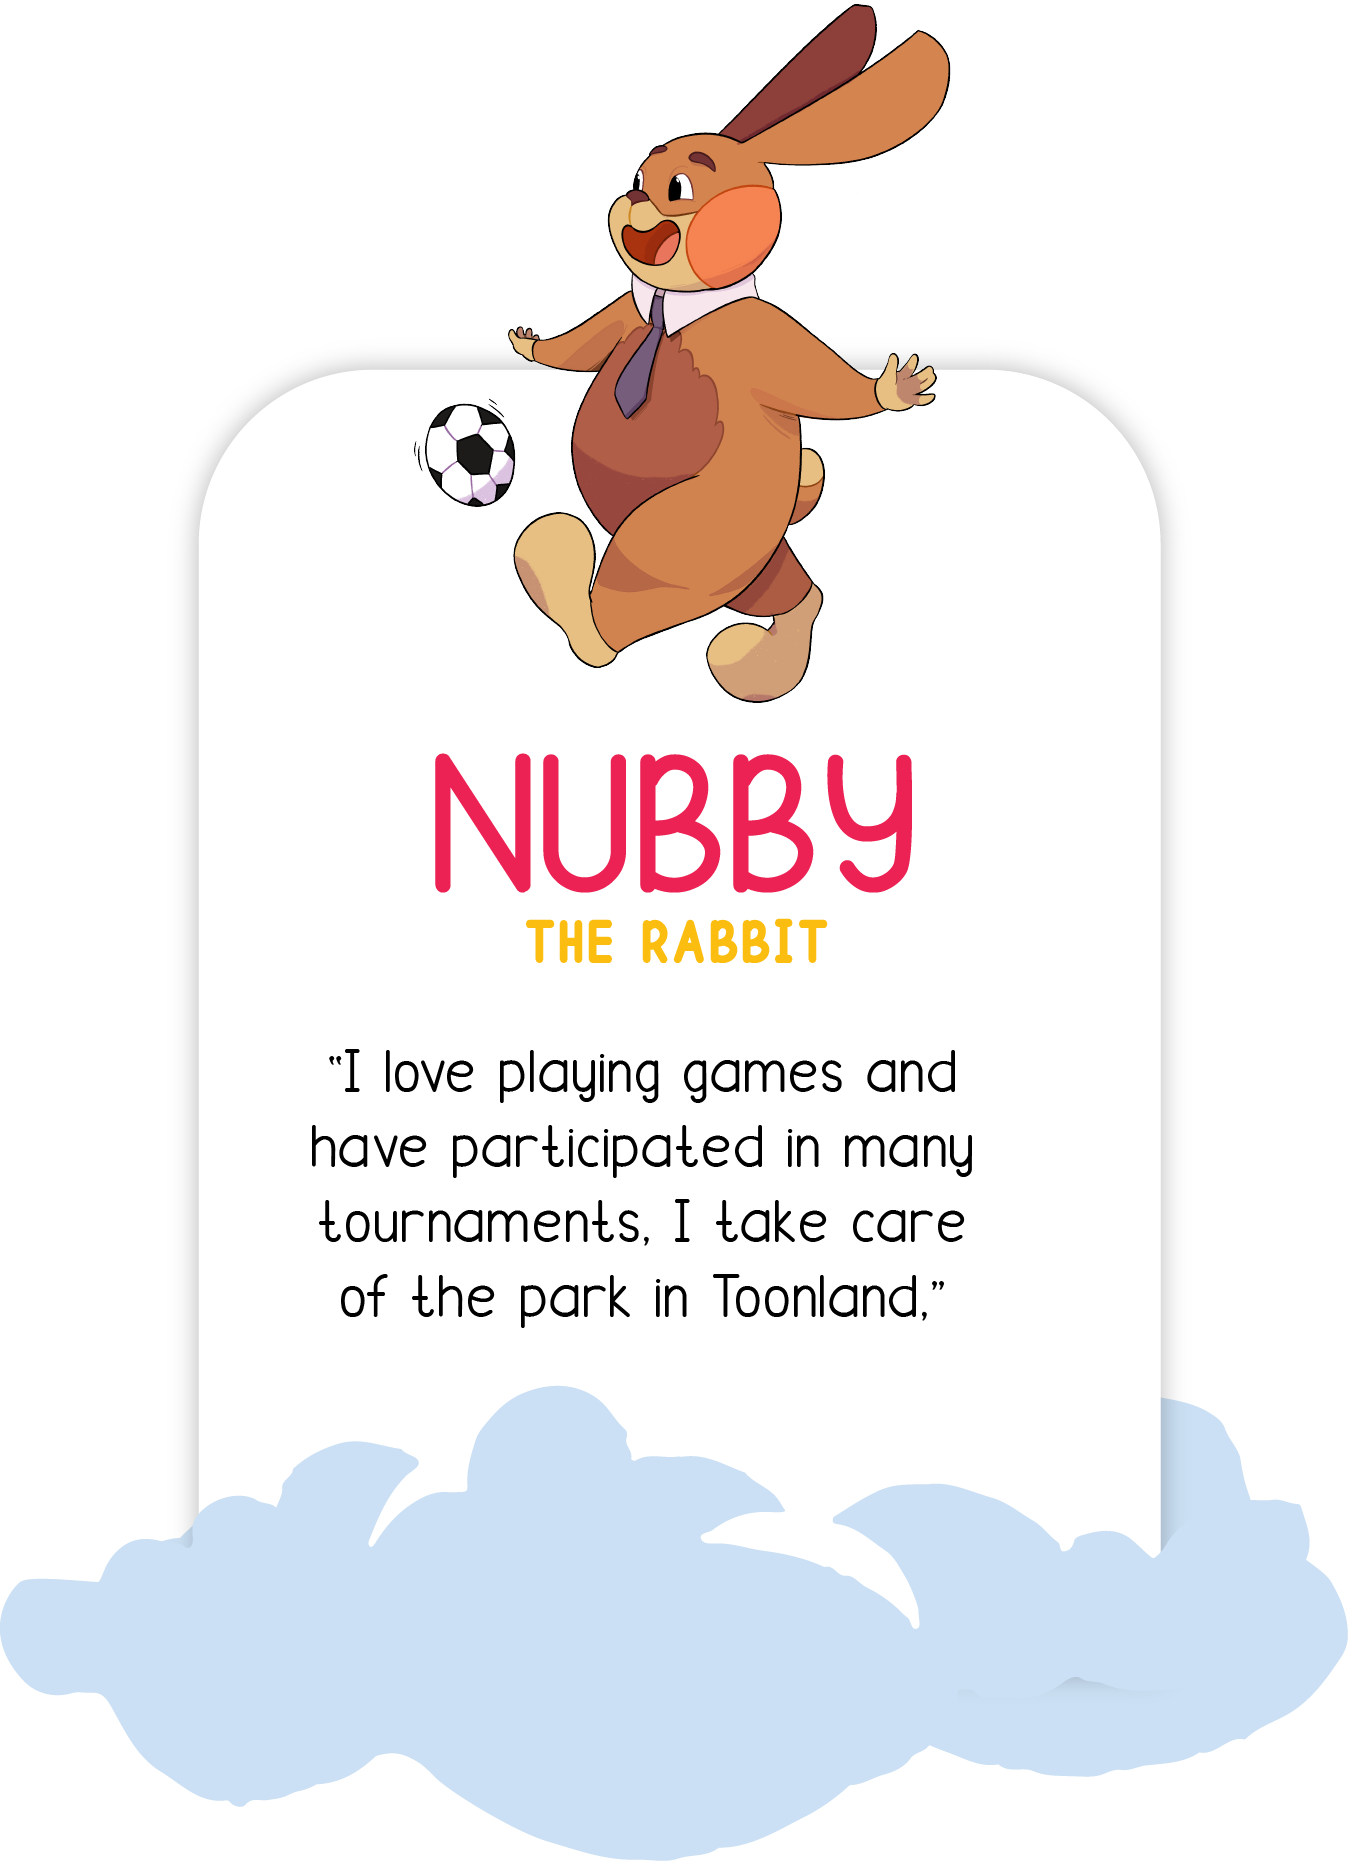 NUBBY
THE RABBIT
“I love playing games and
have participated in many
tournaments, I take care
of the park in Toonland,”